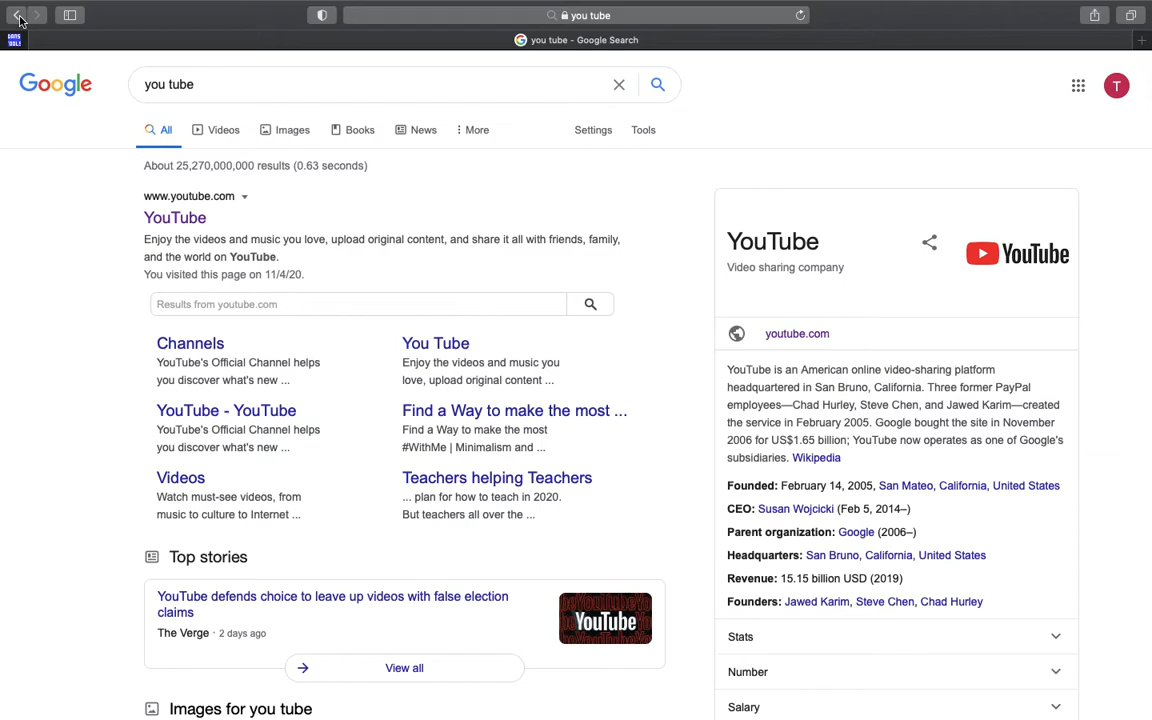 you tube
you tube - Google Search
Google
you tube
T
All
Videos
Images
Books
News
More
Settings
Tools
About 25,270,000,000 results (0.63 seconds)
www.youtube.com
YouTube
Enjoy the videos and music you love, upload original content, and share it all with friends, family,
and the world on YouTube.
You visited this page on 11/4/20.
Results from youtube.com
Channels
YouTube's Official Channel helps
you discover what's new ...
You Tube
Enjoy the videos and music you
love, upload original content ...
YouTube - YouTube
YouTube's Official Channel helps
you discover what's new ...
Find a Way to make the most ...
Find a Way to make the most
#WithMe | Minimalism and ...
Videos
Watch must-see videos, from
music to culture to Internet ...
Teachers helping Teachers
... plan for how to teach in 2020.
But teachers all over the ...
Top stories
YouTube defends choice to leave up videos with false election
claims
The Verge · 2 days ago
YouTube
View all
Images for you tube
YouTube
Video sharing company
YouTube
youtube.com
YouTube is an American online video-sharing platform
headquartered in San Bruno, California. Three former PayPal
employees—Chad Hurley, Steve Chen, and Jawed Karim—created
the service in February 2005. Google bought the site in November
2006 for US$1.65 billion; YouTube now operates as one of Google's
subsidiaries. Wikipedia
Founded: February 14, 2005, San Mateo, California, United States
CEO: Susan Wojcicki (Feb 5, 2014–)
Parent organization: Google (2006–)
Headquarters: San Bruno, California, United States
Revenue: 15.15 billion USD (2019)
Founders: Jawed Karim, Steve Chen, Chad Hurley
Stats
Number
Salary